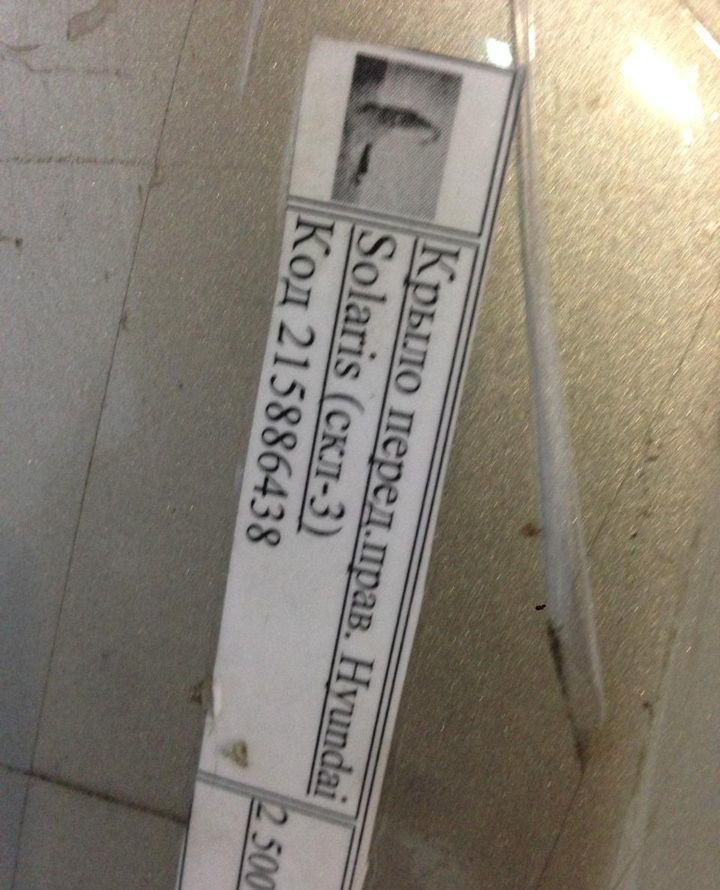 Крыло перед.прав. Hyundai
Solaris (скл-3)
Код 215886438
2 500